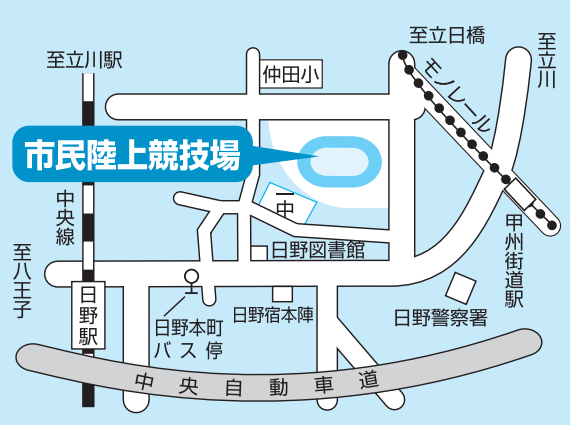 至立川駅
至立日橋
至立川
仲田小
モノレール
市民陸上競技場
中央線
一中
甲州街道駅
至八王子
日野図書館
日野駅
日野本町
バス停
日野宿本陣
日野警察署
中央自動車道